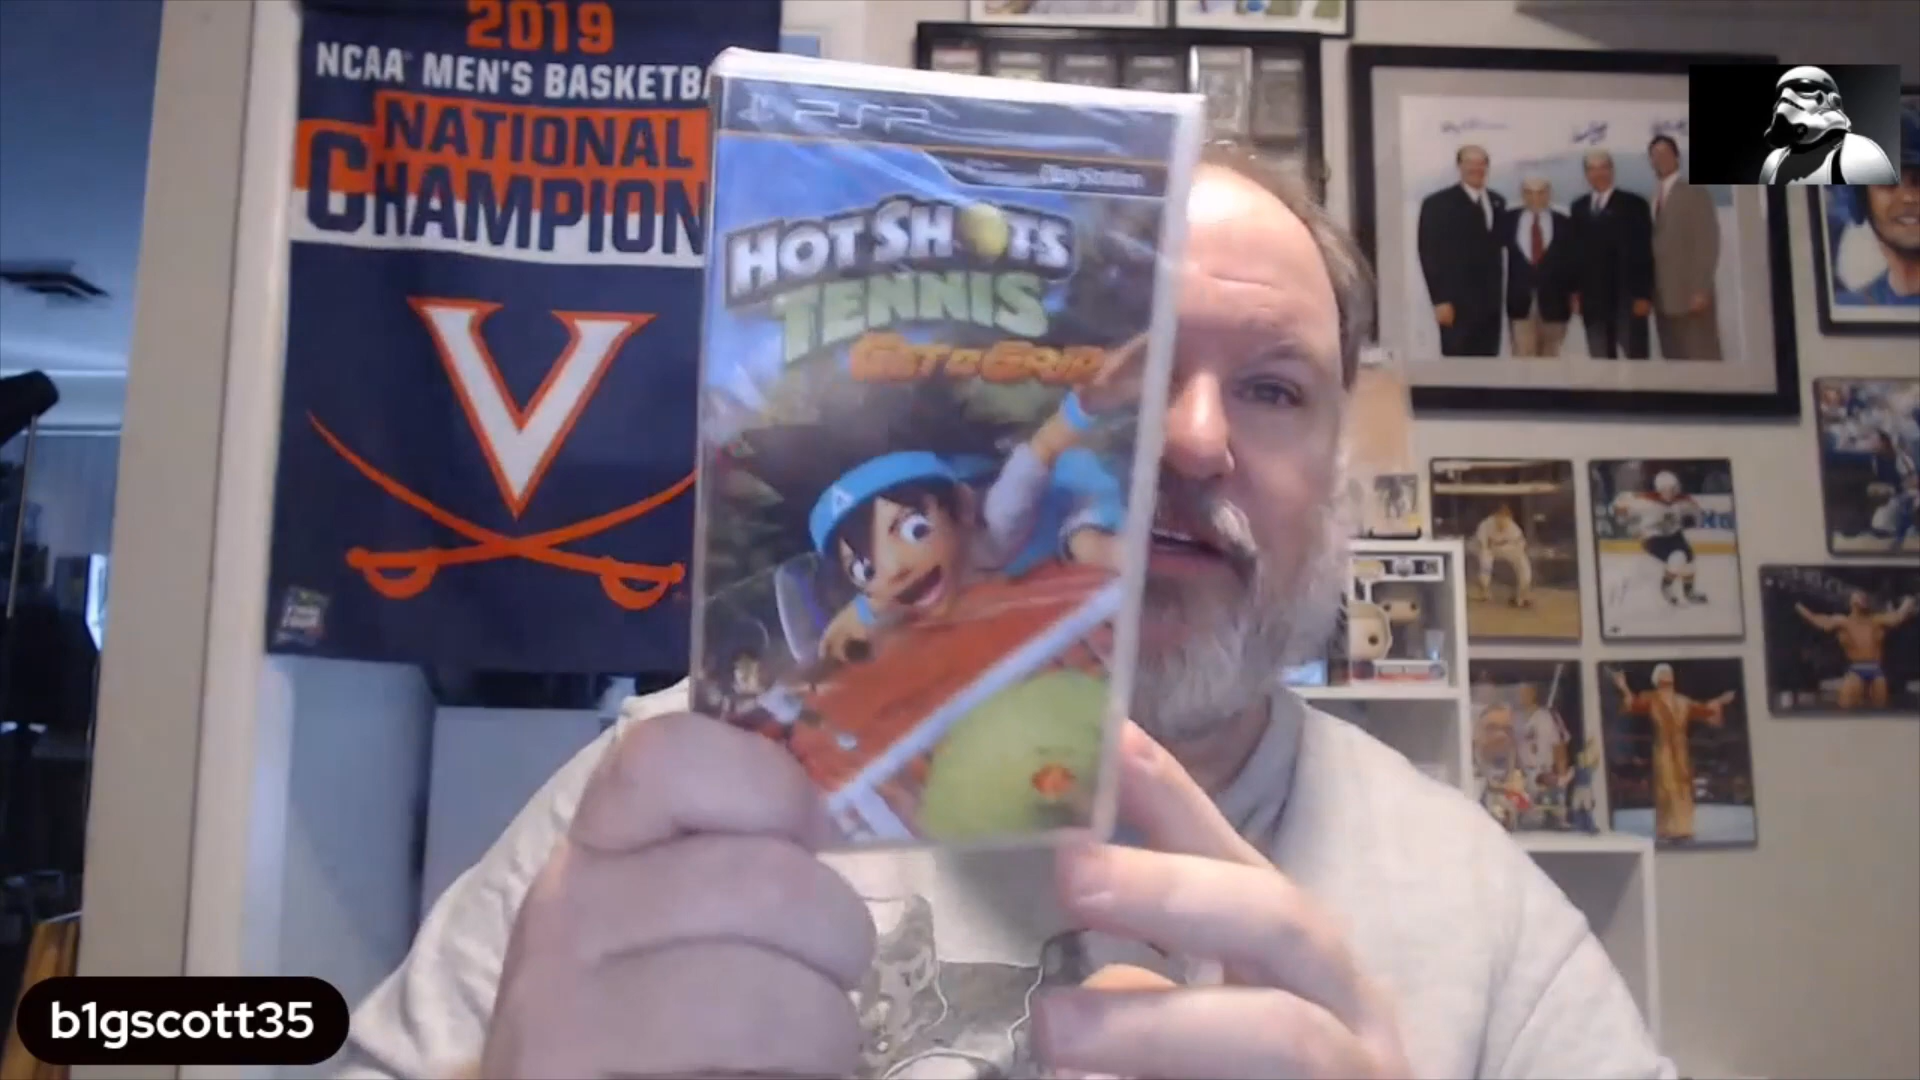 2019
NCAA MEN'S BASKETBA
NATIONAL
CHAMPION
V
PSP
PlayStation
HOT SHOTS
TENNIS
GET A GRIP
b1gscott35